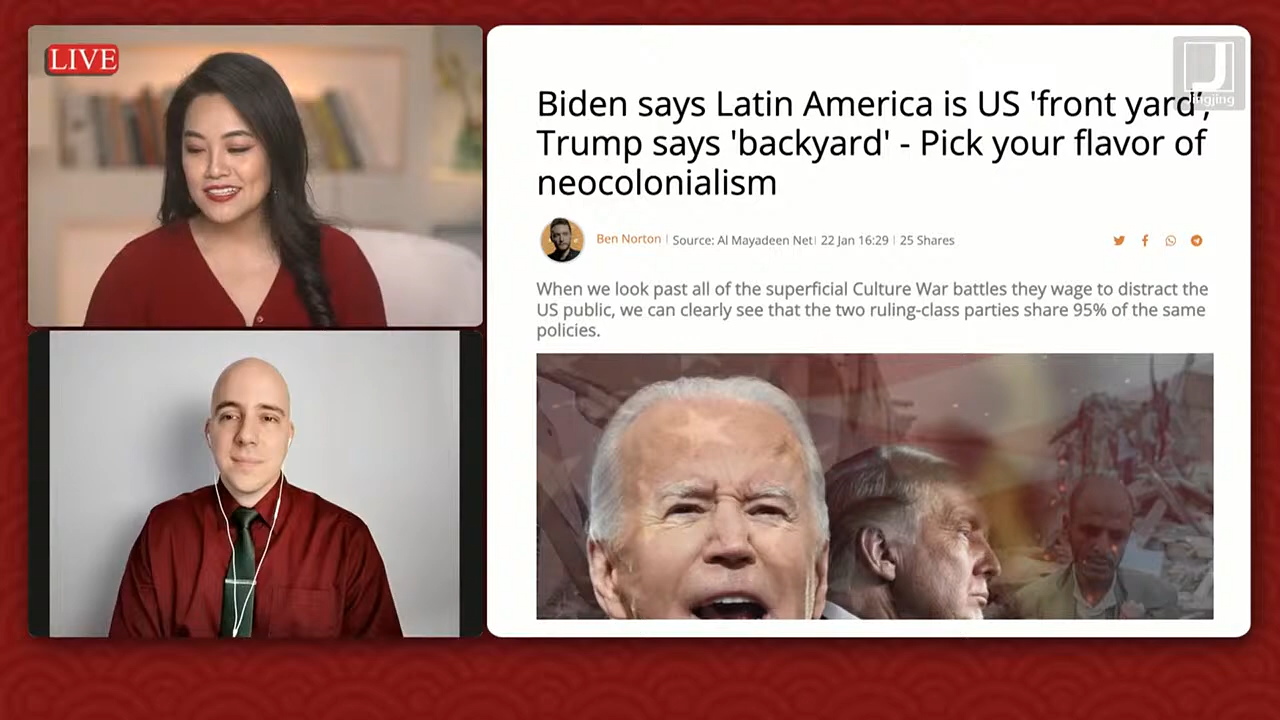 LIVE
Biden says Latin America is US 'front yard',
Trump says 'backyard' - Pick your flavor of
neocolonialism
Ben Norton | Source: Al Mayadeen Net| 22 Jan 16:29 | 25 Shares
When we look past all of the superficial Culture War battles they wage to distract the
US public, we can clearly see that the two ruling-class parties share 95% of the same
policies.